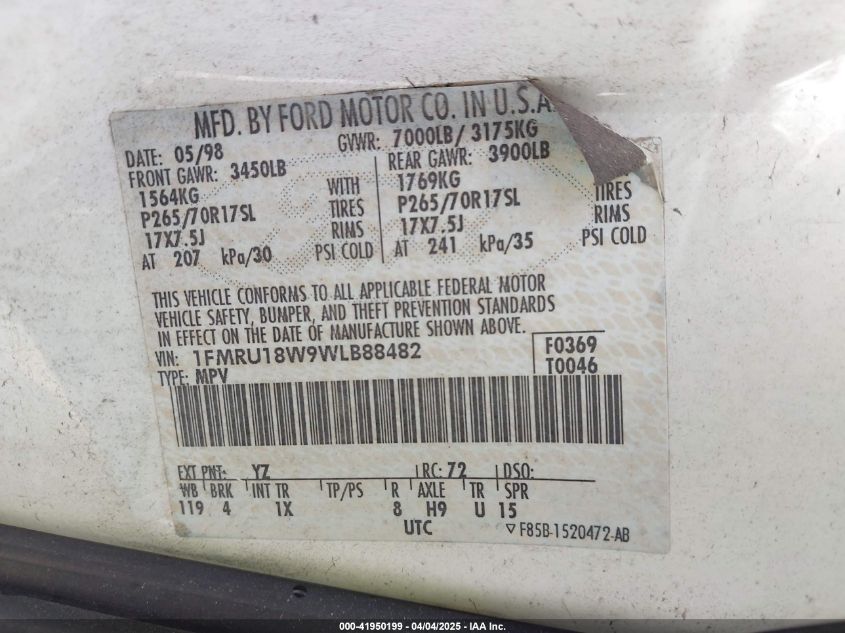 MFD. BY FORD MOTOR CO. IN U.S.A.
DATE: 05/98 GVWR: 7000LB/ 3175KG
FRONT GAWR: 3450LB REAR GAWR: 3900LB
1564KG WITH 1769KG
P265/70R17SL TIRES P265/70R17SL TIRES
17X7.5J RIMS 17X7.5J RIMS
AT 207 kPa/30 PSI COLD AT 241 kPa/35 PSI COLD
THIS VEHICLE CONFORMS TO ALL APPLICABLE FEDERAL MOTOR
VEHICLE SAFETY, BUMPER, AND THEFT PREVENTION STANDARDS
IN EFFECT ON THE DATE OF MANUFACTURE SHOWN ABOVE.
VIN: 1FMRU18W9WLB88482 F0369
TYPE: MPV T0046
EXT PNT: YZ RC: 72 DSO:
WB BRK INT TR TP/PS R AXLE TR SPR
119 4 1X 8 H9 U 15
UTC ▽F85B-1520472-AB
000-41950199 - 04/04/2025 - IAA Inc.